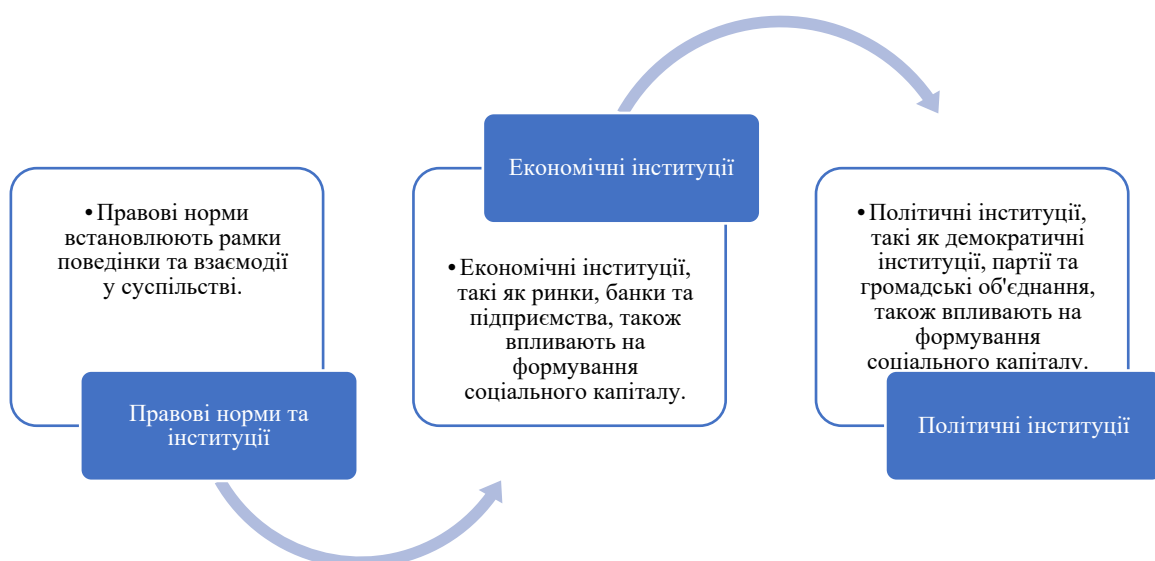 •Правові норми
встановлюють рамки
поведінки та взаємодії
у суспільстві.
Правові норми та
інституції
Економічні інституції
•Економічні інституції,
такі як ринки, банки та
підприємства, також
впливають на
формування
соціального капіталу.
•Політичні інституції,
такі як демократичні
інституції, партії та
громадські об'єднання,
також впливають на
формування
соціального капіталу.
Політичні інституції